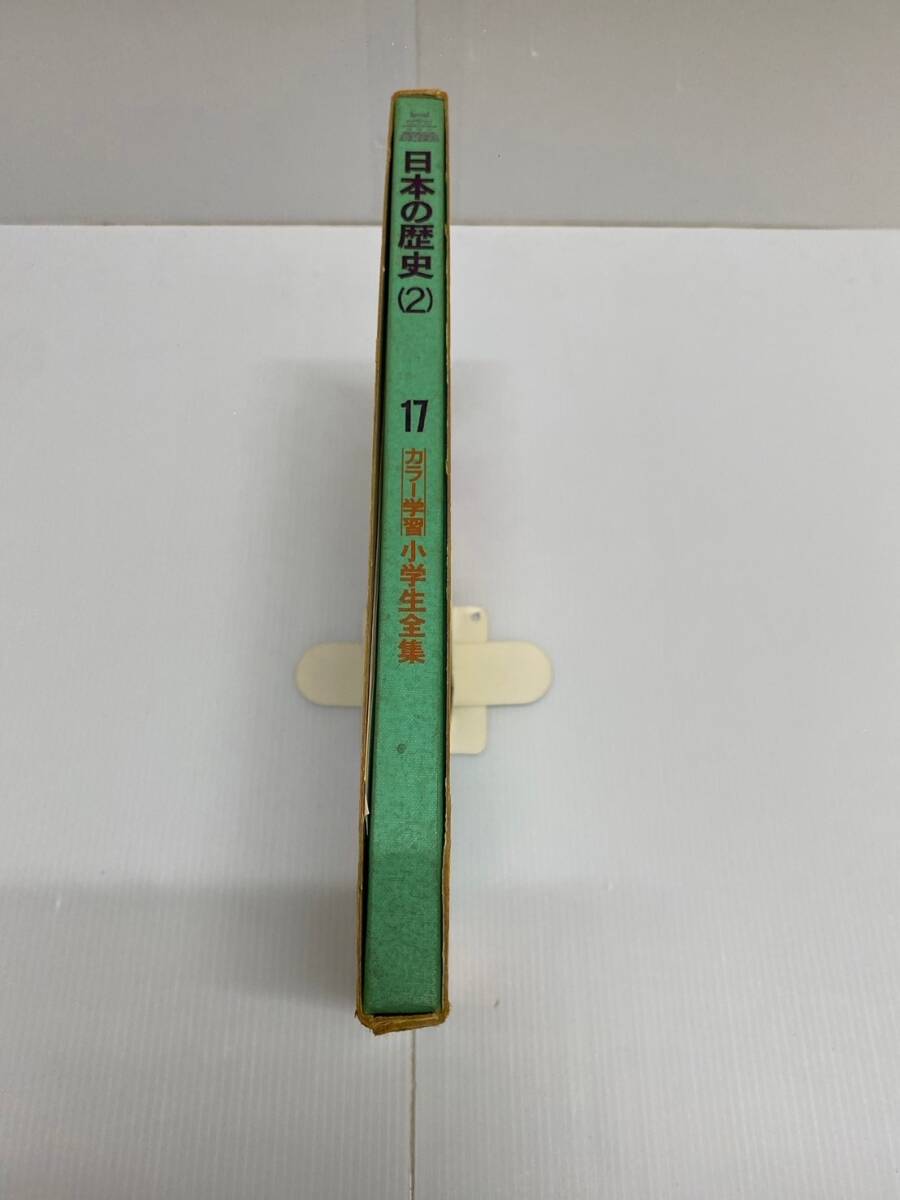 日本の歴史(2)
17
カラー学習
小学生全集